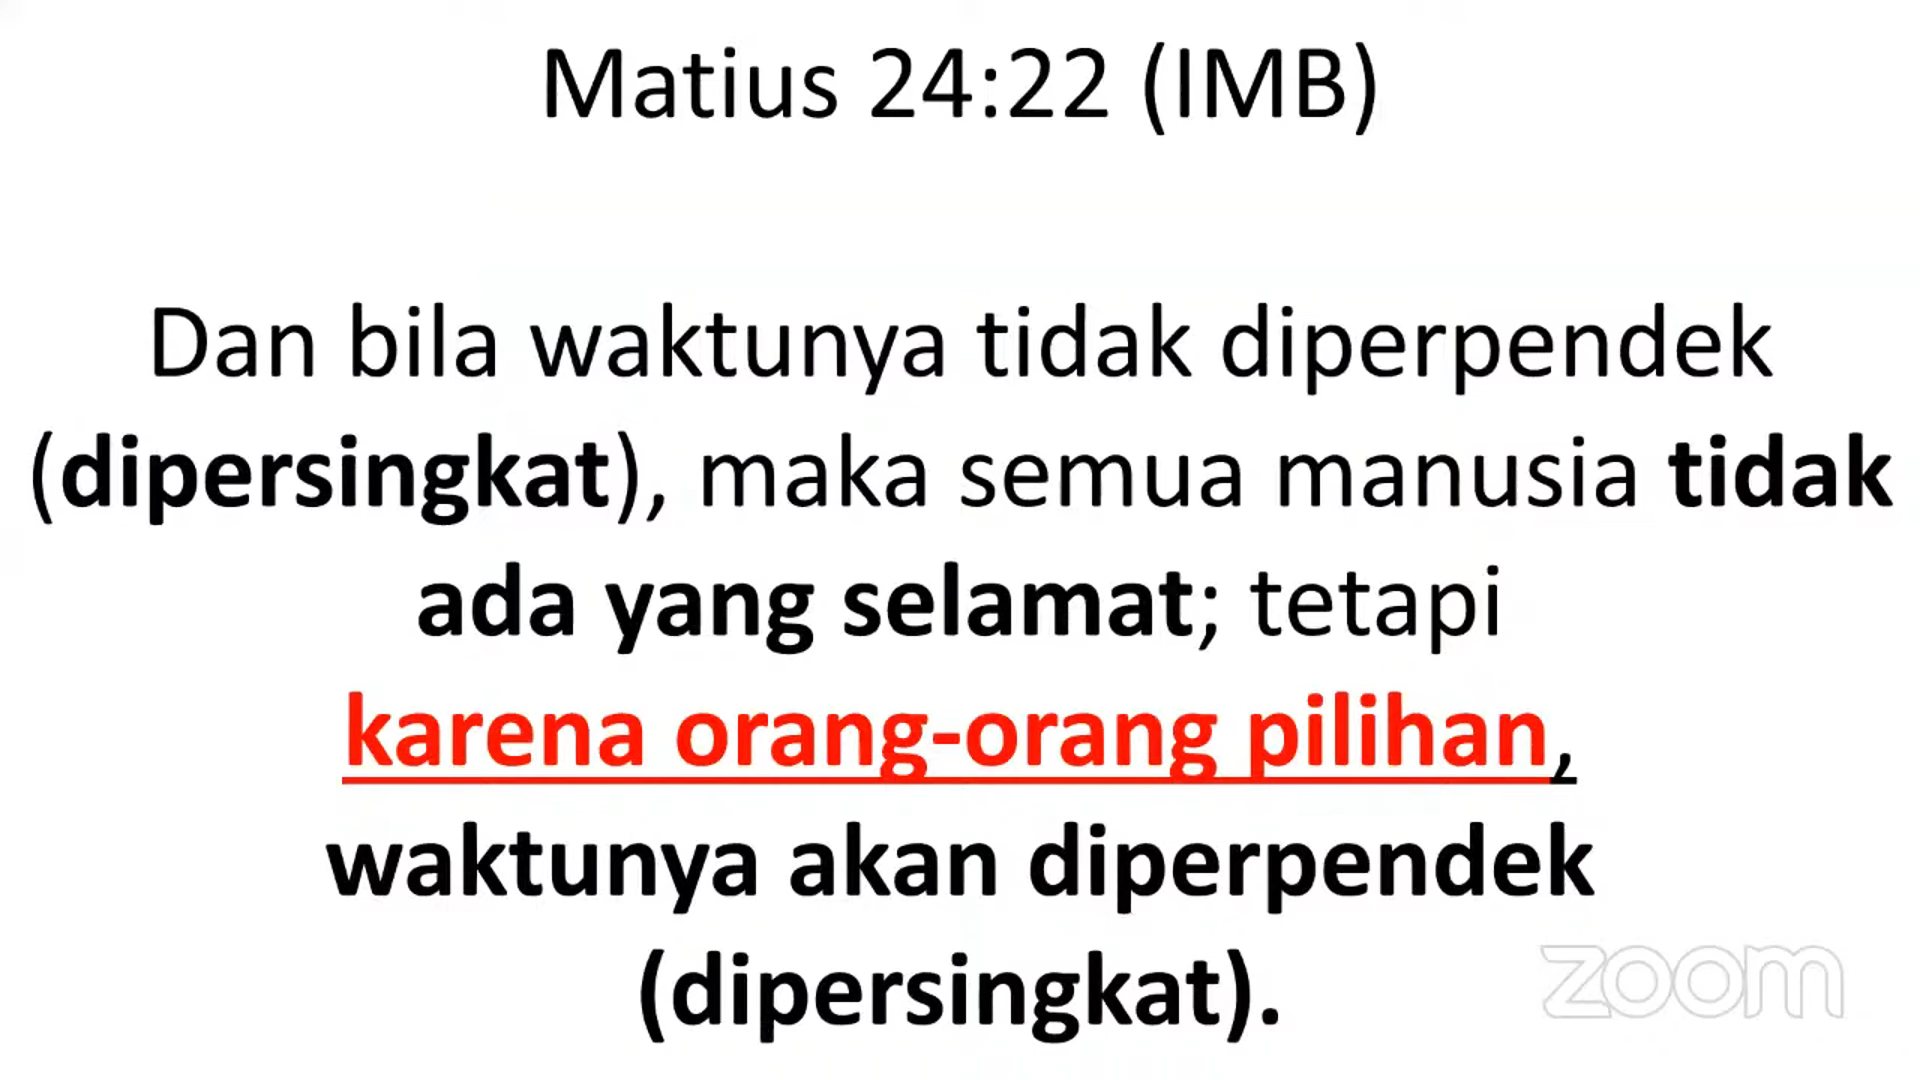 Matius 24:22 (IMB)
Dan bila waktunya tidak diperpendek
(dipersingkat), maka semua manusia tidak
ada yang selamat; tetapi
karena orang-orang pilihan,
waktunya akan diperpendek
(dipersingkat).
zoom